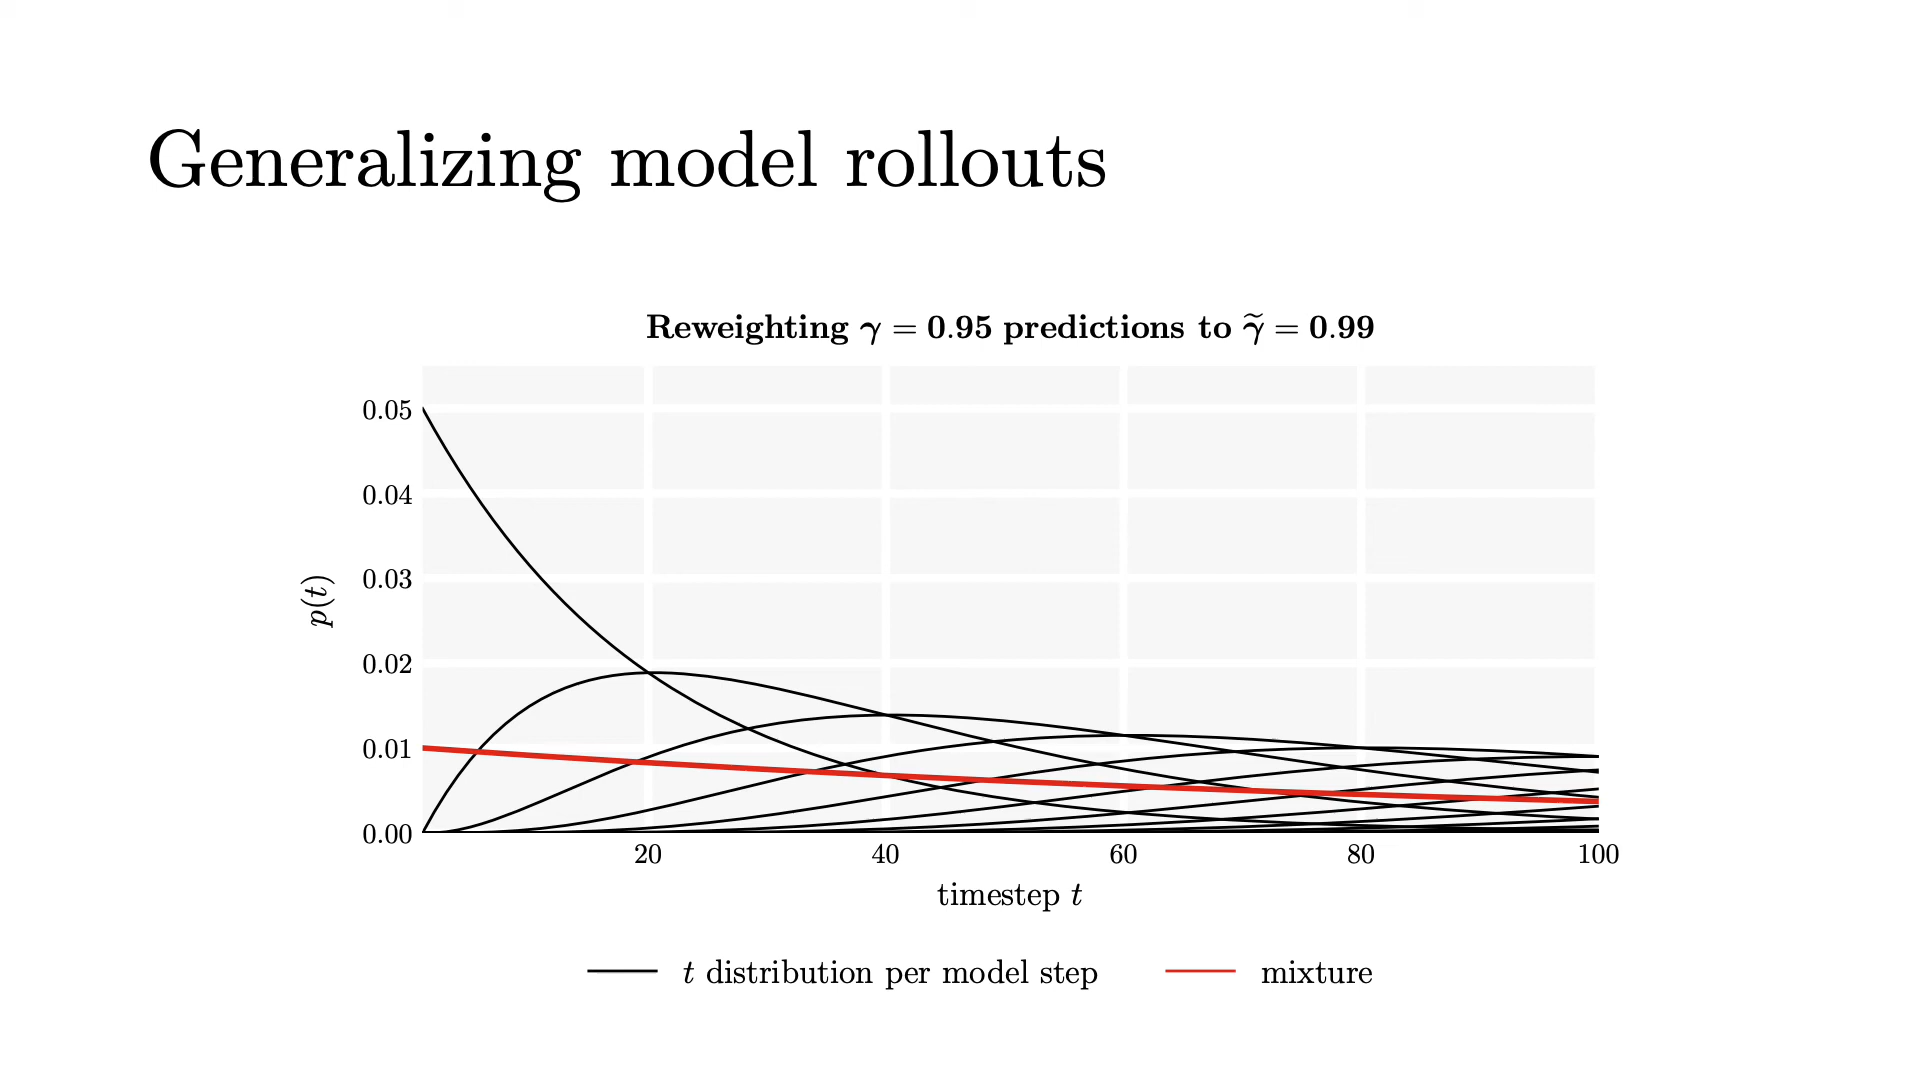 Generalizing model rollouts
Reweighting γ = 0.95 predictions to γ̃ = 0.99
0.05
0.04
0.03
0.02
0.01
0.00
p(t)
20 40 60 80 100
timestep t
t distribution per model step mixture